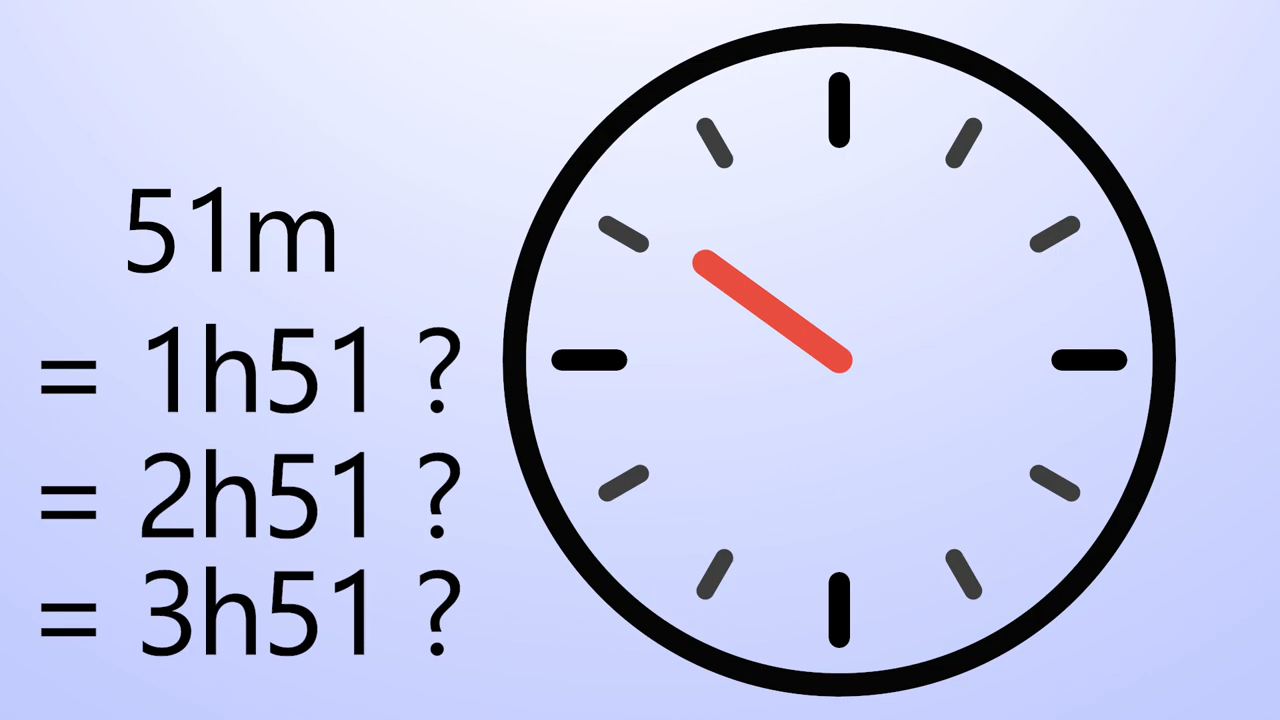 51m
= 1h51 ?
= 2h51 ?
= 3h51 ?